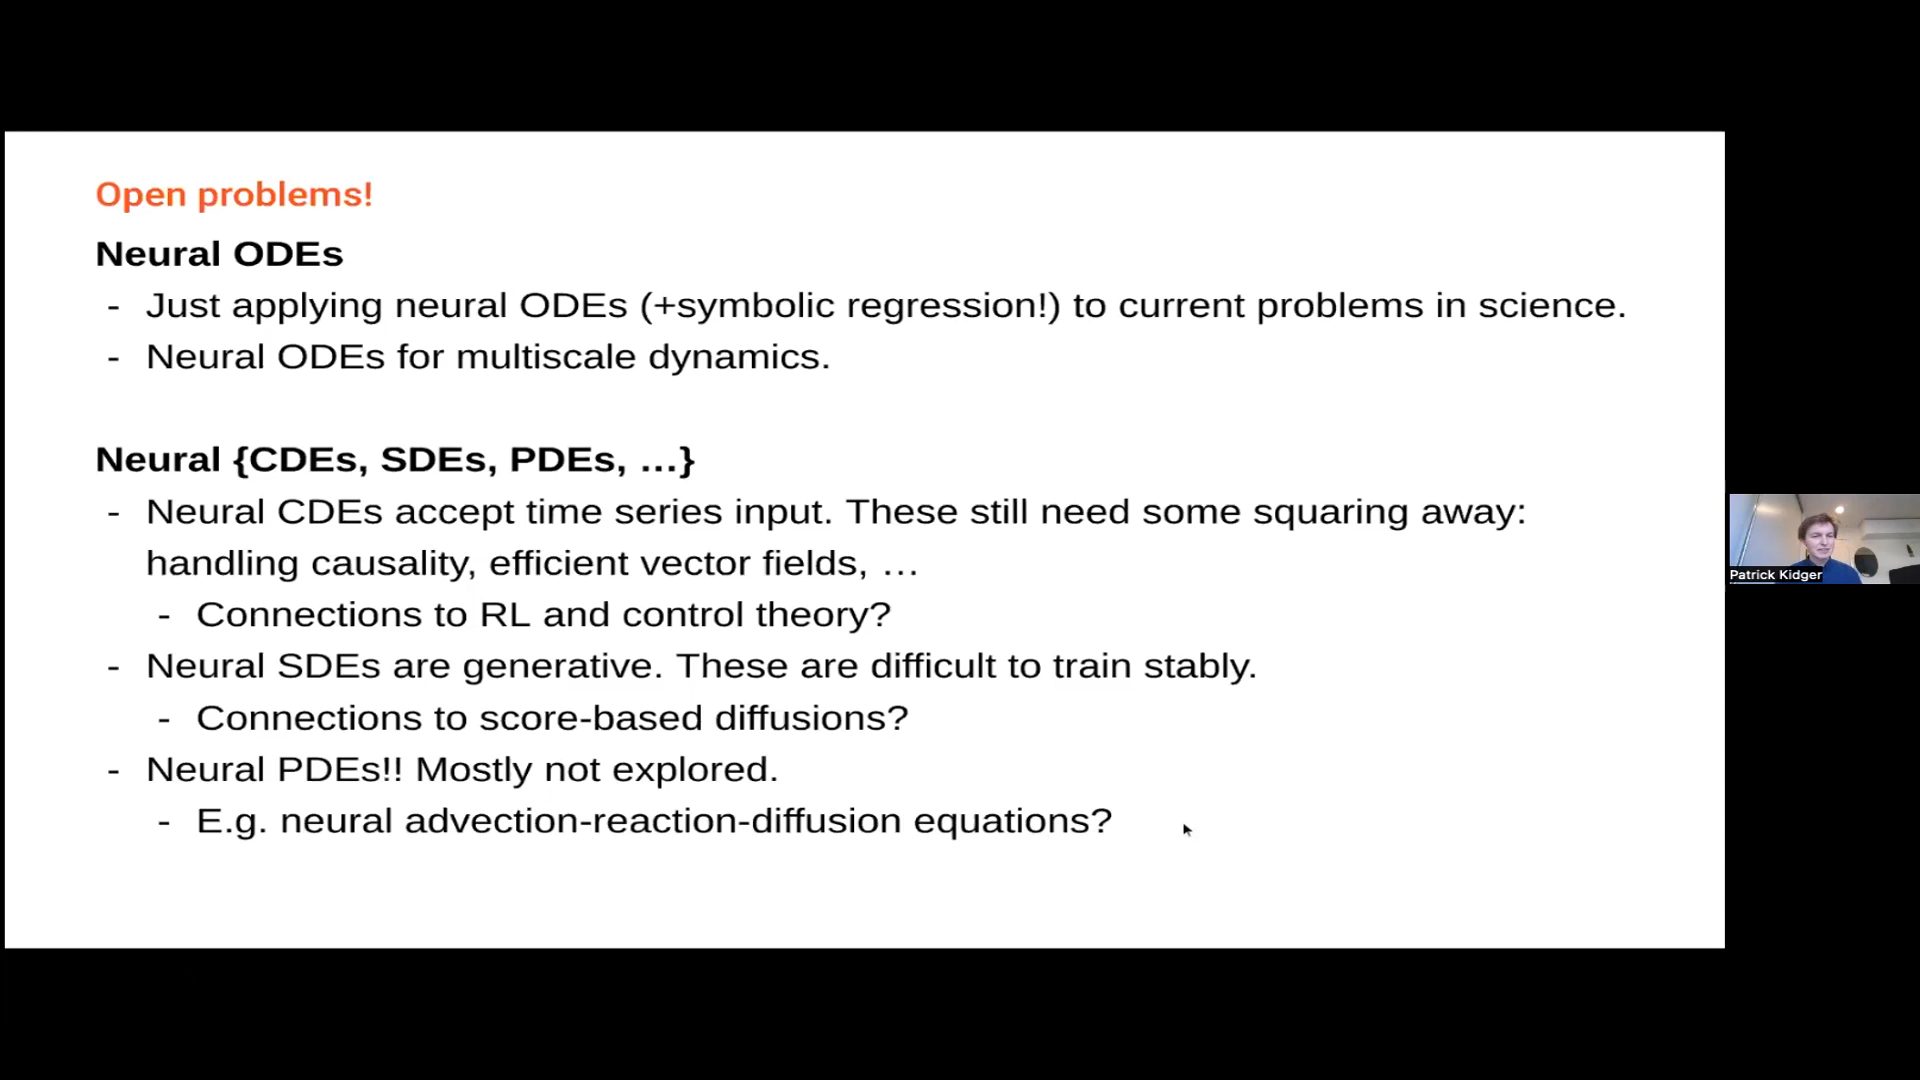 Open problems!
Neural ODEs
- Just applying neural ODEs (+symbolic regression!) to current problems in science.
- Neural ODEs for multiscale dynamics.
Neural {CDEs, SDEs, PDEs, …}
- Neural CDEs accept time series input. These still need some squaring away:
handling causality, efficient vector fields, …
- Connections to RL and control theory?
- Neural SDEs are generative. These are difficult to train stably.
- Connections to score-based diffusions?
- Neural PDEs!! Mostly not explored.
- E.g. neural advection-reaction-diffusion equations?
Patrick Kidger